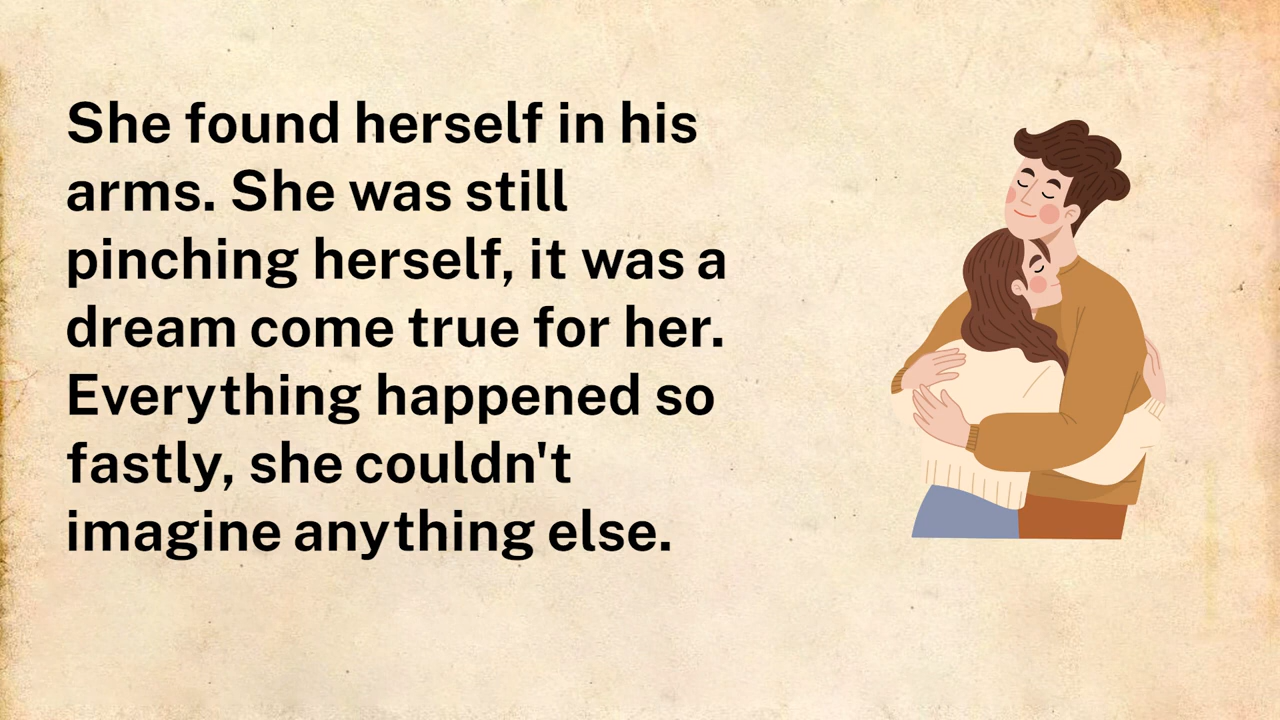 She found herself in his
arms. She was still
pinching herself, it was a
dream come true for her.
Everything happened so
fastly, she couldn't
imagine anything else.